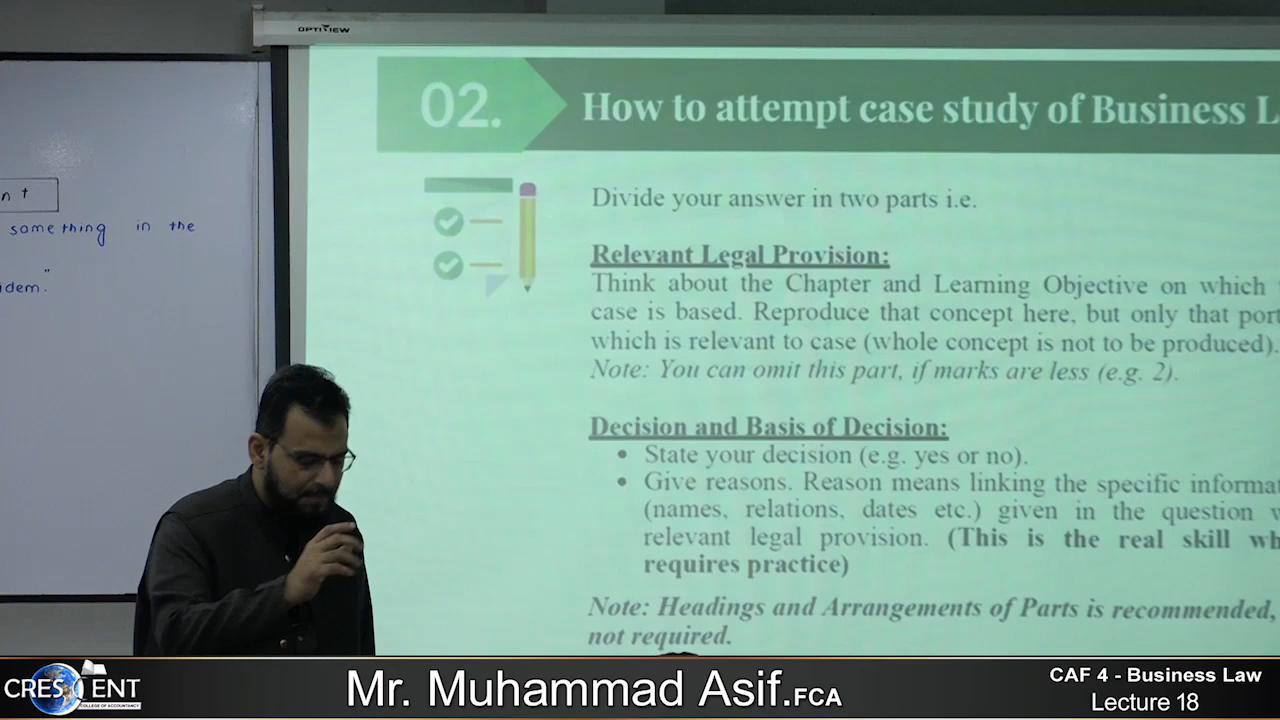 OPTIVIEW
something in the
idem."
02. How to attempt case study of Business L
Divide your answer in two parts i.e.
Relevant Legal Provision:
Think about the Chapter and Learning Objective on which
case is based. Reproduce that concept here, but only that port
which is relevant to case (whole concept is not to be produced).
Note: You can omit this part, if marks are less (e.g. 2).
Decision and Basis of Decision:
• State your decision (e.g. yes or no).
• Give reasons. Reason means linking the specific informat
(names, relations, dates etc.) given in the question w
relevant legal provision. (This is the real skill wh
requires practice)
Note: Headings and Arrangements of Parts is recommended,
not required.
CRESCENT
COLLEGE OF ACCOUNTANCY
Mr. Muhammad Asif.FCA
CAF 4 - Business Law
Lecture 18